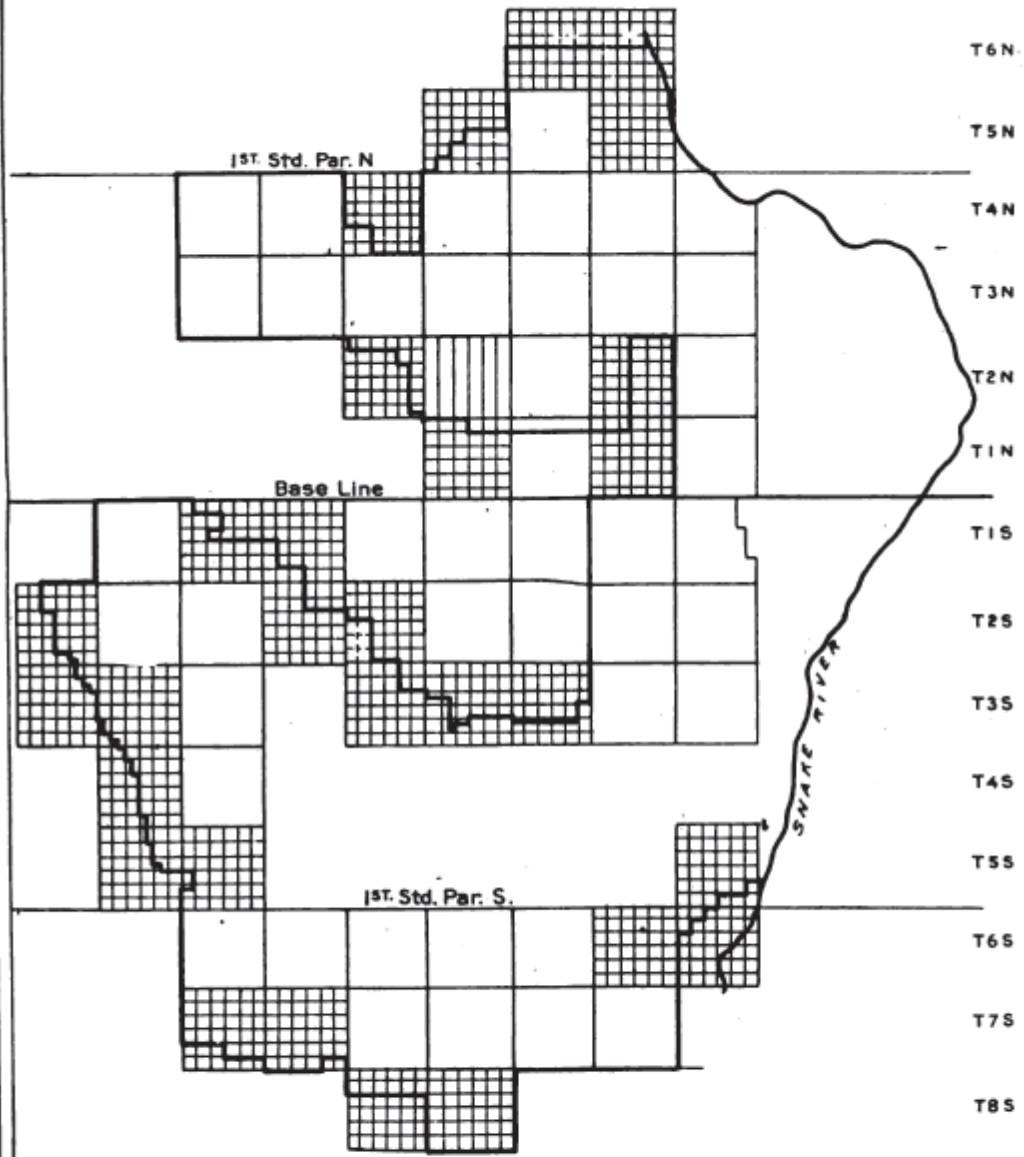 T6N
T5N
1ST. Std. Par. N
T4N
T3N
T2N
T1N
Base Line
T1S
T2S
T3S
SNAKE RIVER
T4S
T5S
1ST. Std. Par. S.
T6S
T7S
T8S